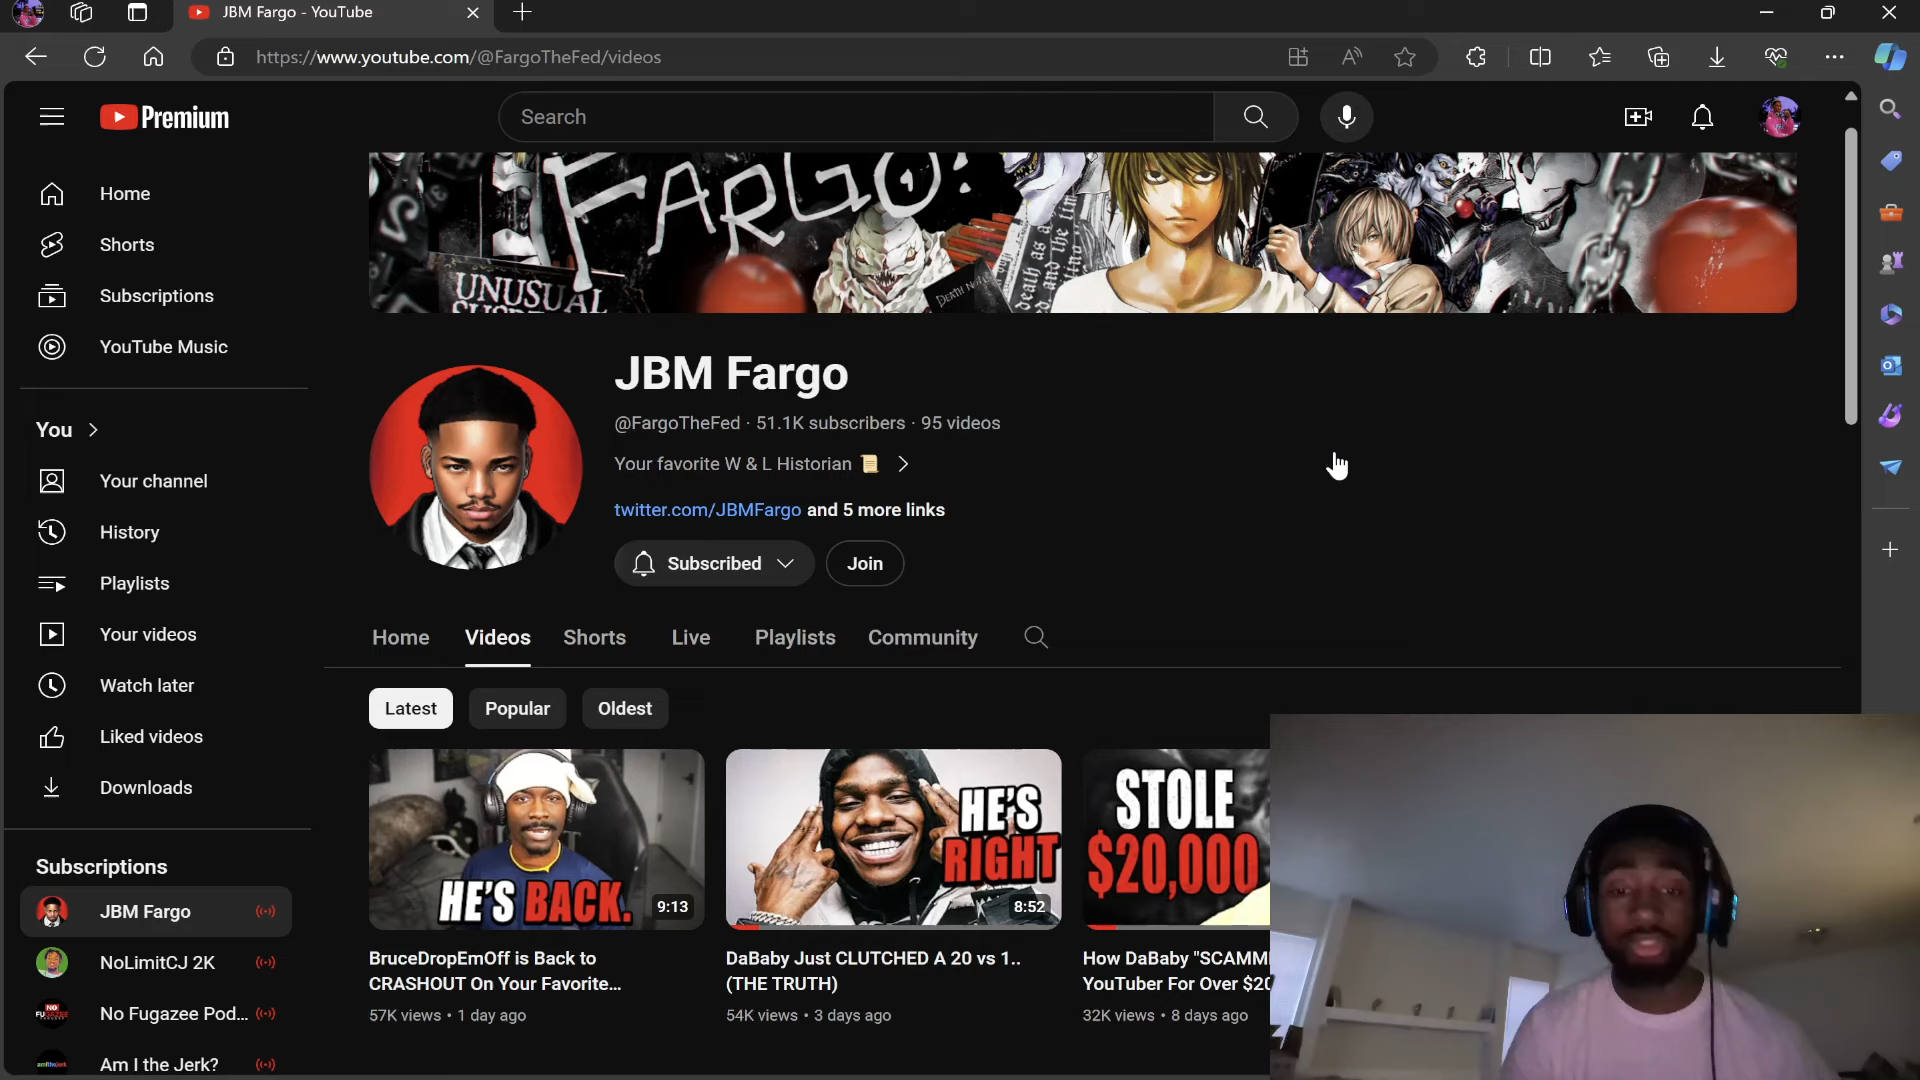 JBM Fargo - YouTube
https://www.youtube.com/@FargoTheFed/videos
Premium
Search
FARGO!
UNUSUAL
DEATH NOTE
death as a
Home
Shorts
Subscriptions
YouTube Music
You
Your channel
History
Playlists
Your videos
Watch later
Liked videos
Downloads
Subscriptions
JBM Fargo
NoLimitCJ 2K
No Fugazee Pod...
Am I the Jerk?
JBM Fargo
@FargoTheFed · 51.1K subscribers · 95 videos
Your favorite W & L Historian 📜
twitter.com/JBMFargo and 5 more links
Subscribed
Join
Home Videos Shorts Live Playlists Community
Latest Popular Oldest
HE'S BACK.
9:13
BruceDropEmOff is Back to
CRASHOUT On Your Favorite...
57K views • 1 day ago
HE'S
RIGHT
8:52
DaBaby Just CLUTCHED A 20 vs 1..
(THE TRUTH)
54K views • 3 days ago
STOLE
$20,000
How DaBaby "SCAMM
YouTuber For Over $20
32K views • 8 days ago